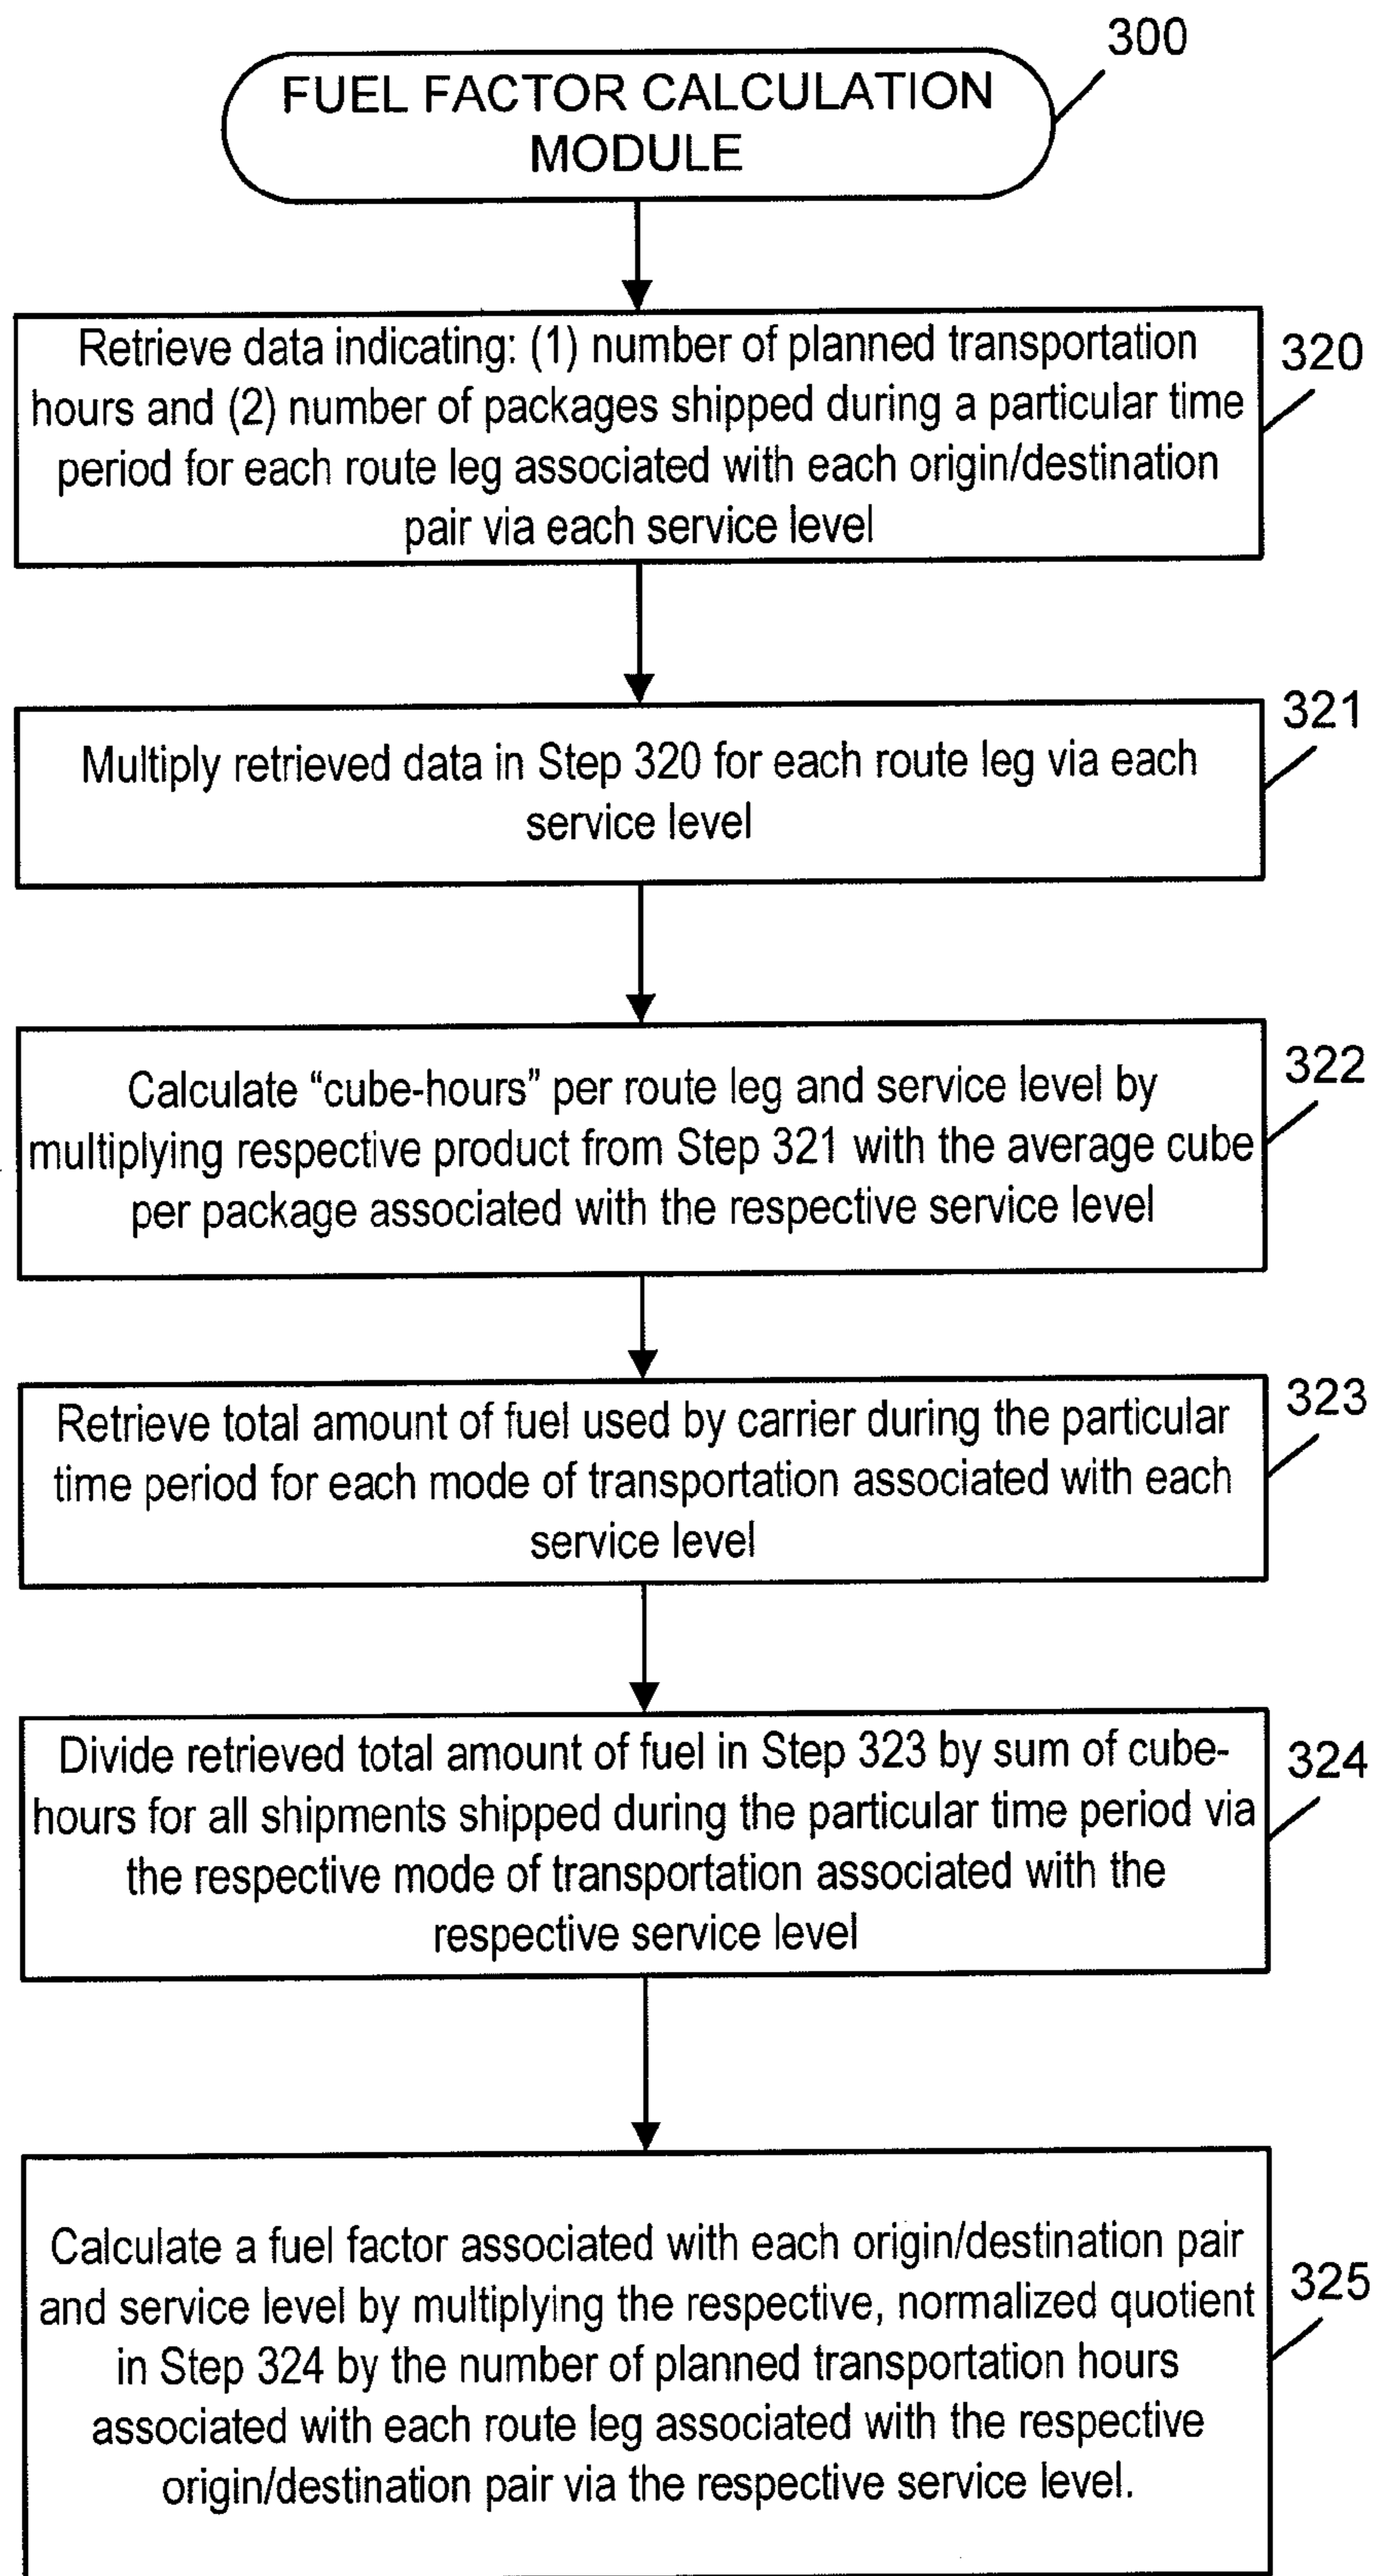 300
FUEL FACTOR CALCULATION
MODULE
Retrieve data indicating: (1) number of planned transportation
hours and (2) number of packages shipped during a particular time
period for each route leg associated with each origin/destination
pair via each service level
320
Multiply retrieved data in Step 320 for each route leg via each
service level
321
Calculate “cube-hours” per route leg and service level by
multiplying respective product from Step 321 with the average cube
per package associated with the respective service level
322
Retrieve total amount of fuel used by carrier during the particular
time period for each mode of transportation associated with each
service level
323
Divide retrieved total amount of fuel in Step 323 by sum of cube-
hours for all shipments shipped during the particular time period via
the respective mode of transportation associated with the
respective service level
324
Calculate a fuel factor associated with each origin/destination pair
and service level by multiplying the respective, normalized quotient
in Step 324 by the number of planned transportation hours
associated with each route leg associated with the respective
origin/destination pair via the respective service level.
325